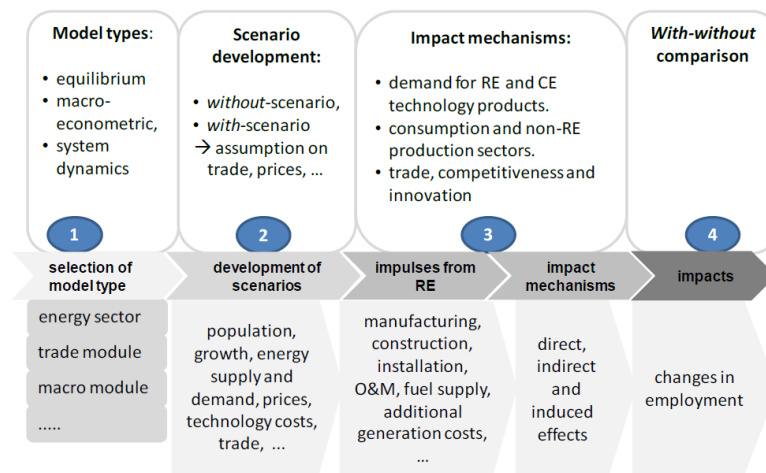 Model types:
• equilibrium
• macro-
econometric,
• system
dynamics
Scenario
development:
• without-scenario,
• with-scenario
→ assumption on
trade, prices, ...
Impact mechanisms:
• demand for RE and CE
technology products.
• consumption and non-RE
production sectors.
• trade, competitiveness and
innovation
With-without
comparison
1
2
3
4
selection of
model type
development of
scenarios
impulses from
RE
impact
mechanisms
impacts
energy sector
trade module
macro module
.....
population,
growth, energy
supply and
demand, prices,
technology costs,
trade, ...
manufacturing,
construction,
installation,
O&M, fuel supply,
additional
generation costs,
...
direct,
indirect
and
induced
effects
changes in
employment